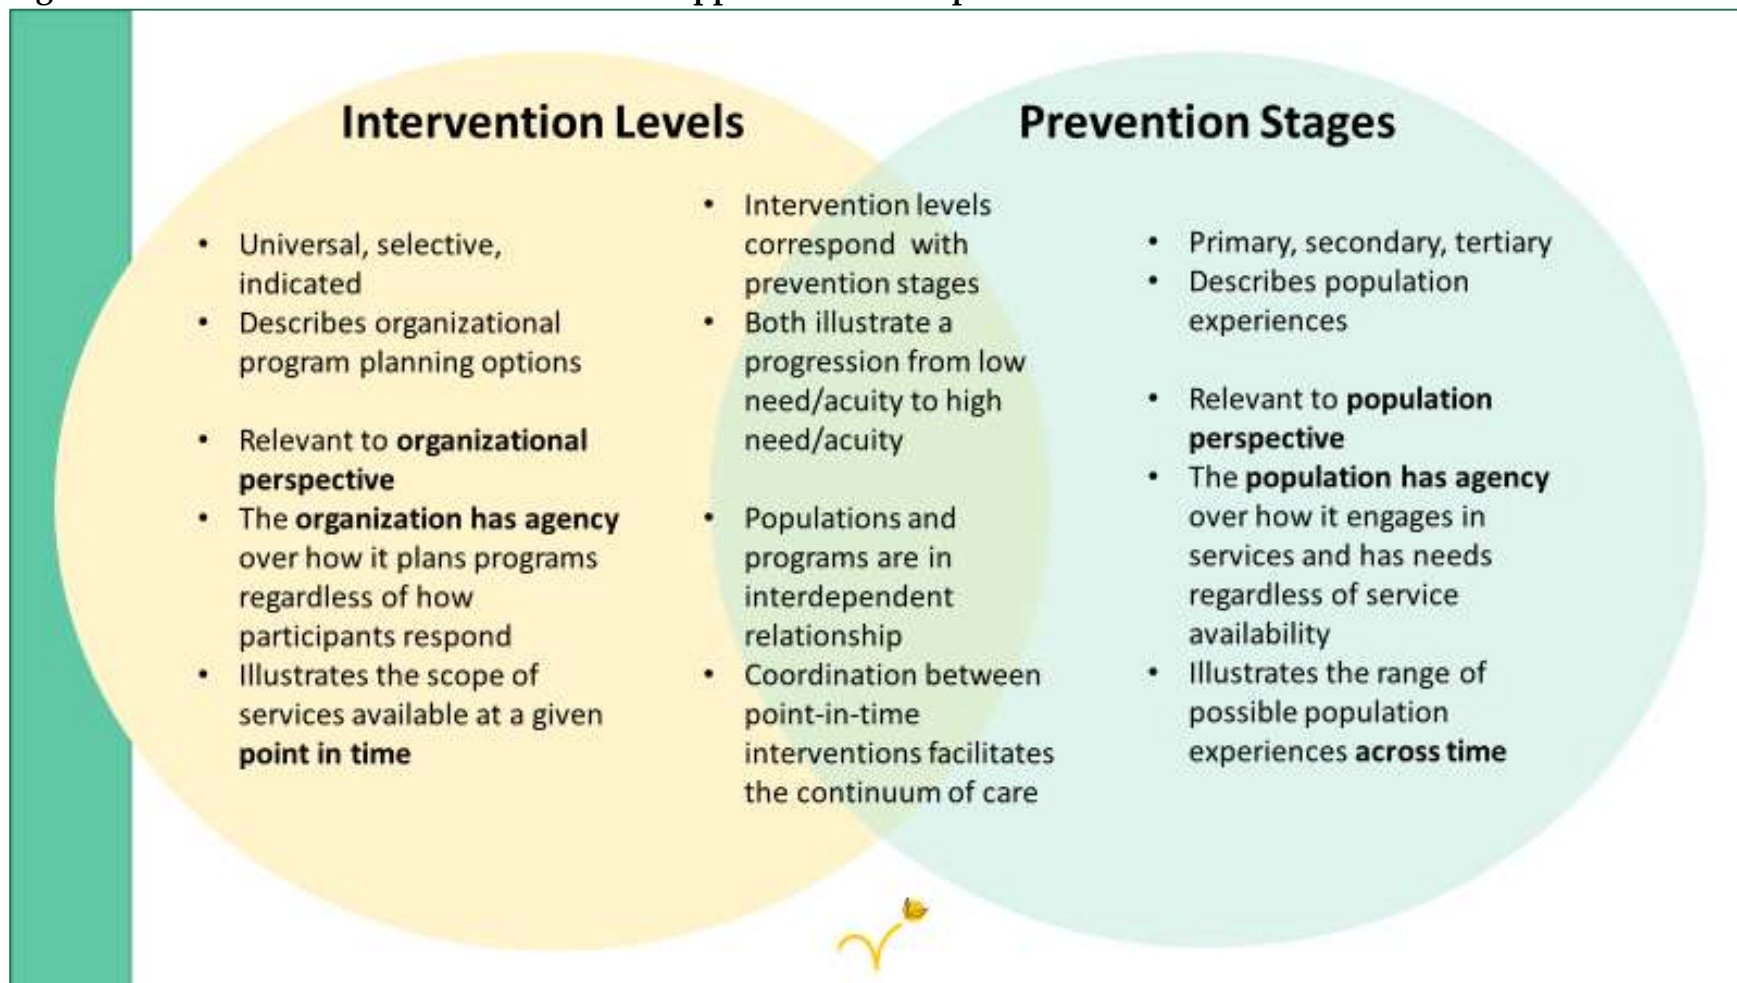 Intervention Levels
Prevention Stages
• Universal, selective,
indicated
• Describes organizational
program planning options
• Relevant to organizational
perspective
• The organization has agency
over how it plans programs
regardless of how
participants respond
• Illustrates the scope of
services available at a given
point in time
• Intervention levels
correspond with
prevention stages
• Both illustrate a
progression from low
need/acuity to high
need/acuity
• Populations and
programs are in
interdependent
relationship
• Coordination between
point-in-time
interventions facilitates
the continuum of care
• Primary, secondary, tertiary
• Describes population
experiences
• Relevant to population
perspective
• The population has agency
over how it engages in
services and has needs
regardless of service
availability
• Illustrates the range of
possible population
experiences across time